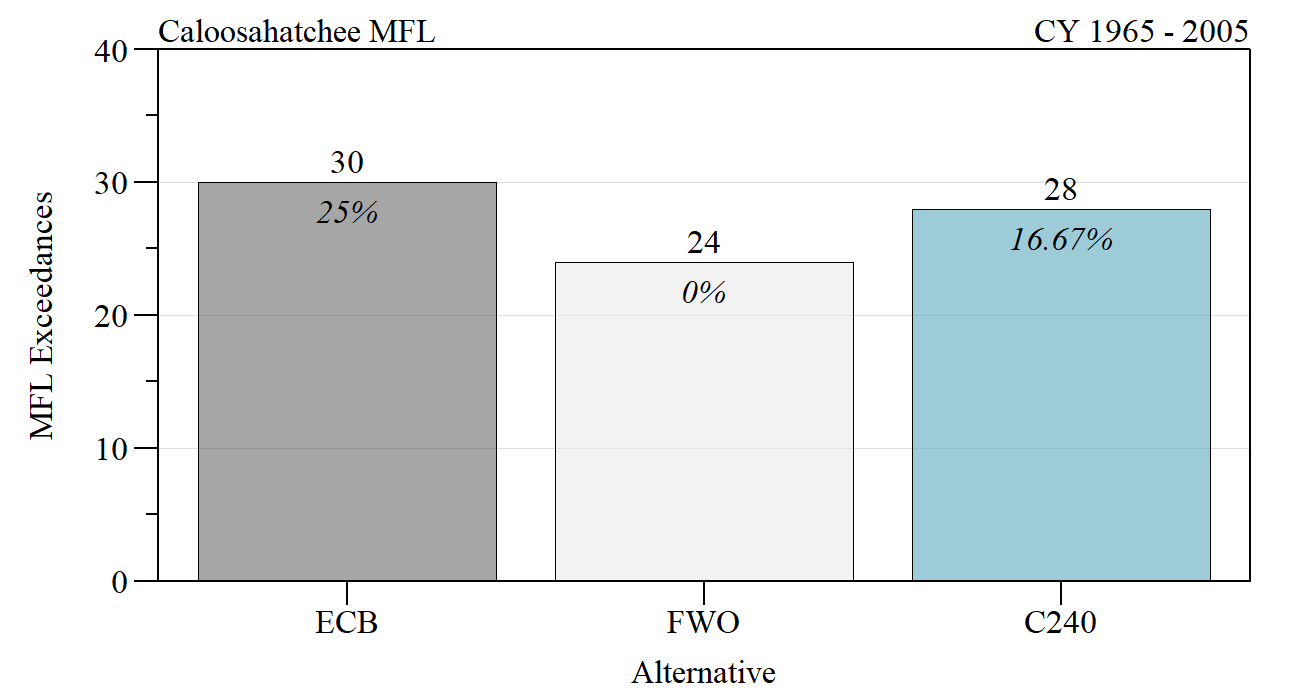 Caloosahatchee MFL CY 1965 - 2005
40
30
20
10
0
MFL Exceedances
30
25%
24
0%
28
16.67%
ECB FWO C240
Alternative